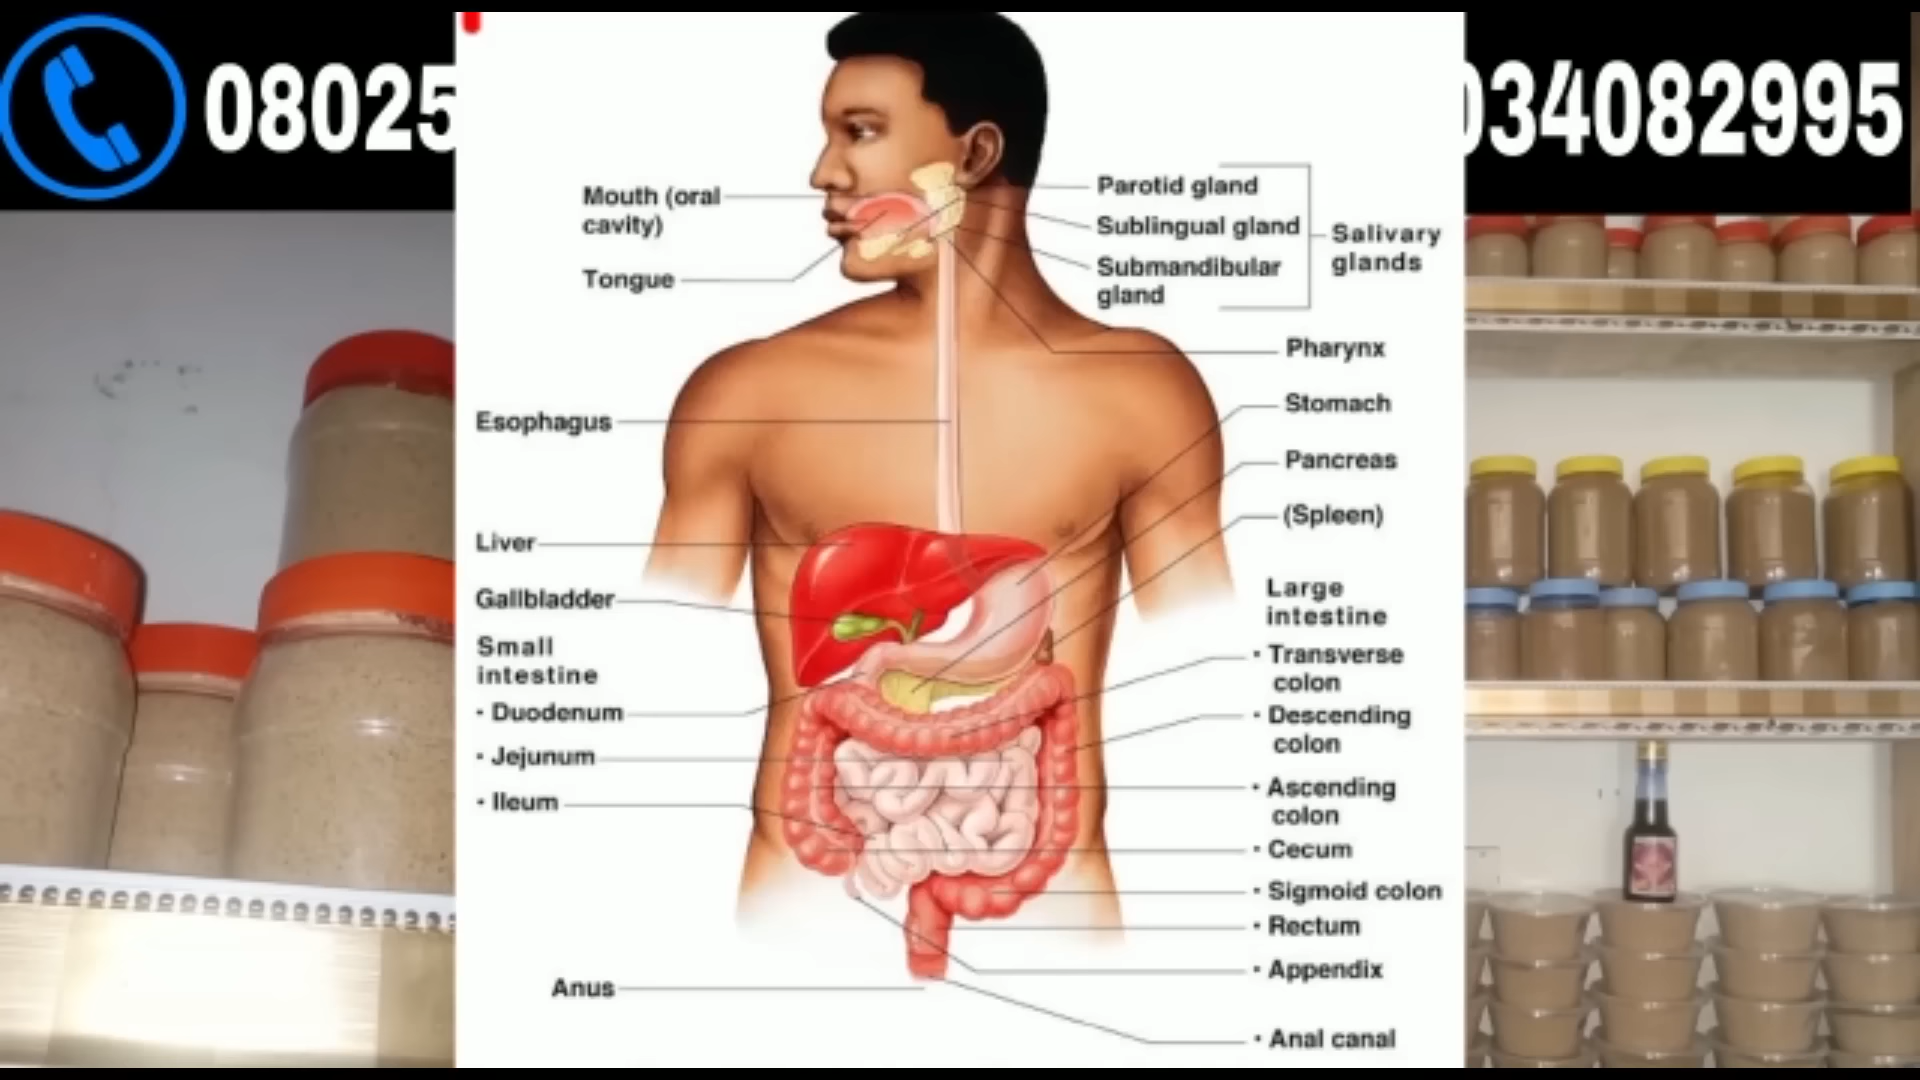 08025
034082995
Mouth (oral
cavity)
Tongue
Esophagus
Liver
Gallbladder
Small
intestine
· Duodenum
· Jejunum
· Ileum
Anus
Parotid gland
Sublingual gland
Submandibular
gland
Salivary
glands
Pharynx
Stomach
Pancreas
(Spleen)
Large
intestine
· Transverse
colon
· Descending
colon
· Ascending
colon
· Cecum
· Sigmoid colon
· Rectum
· Appendix
· Anal canal